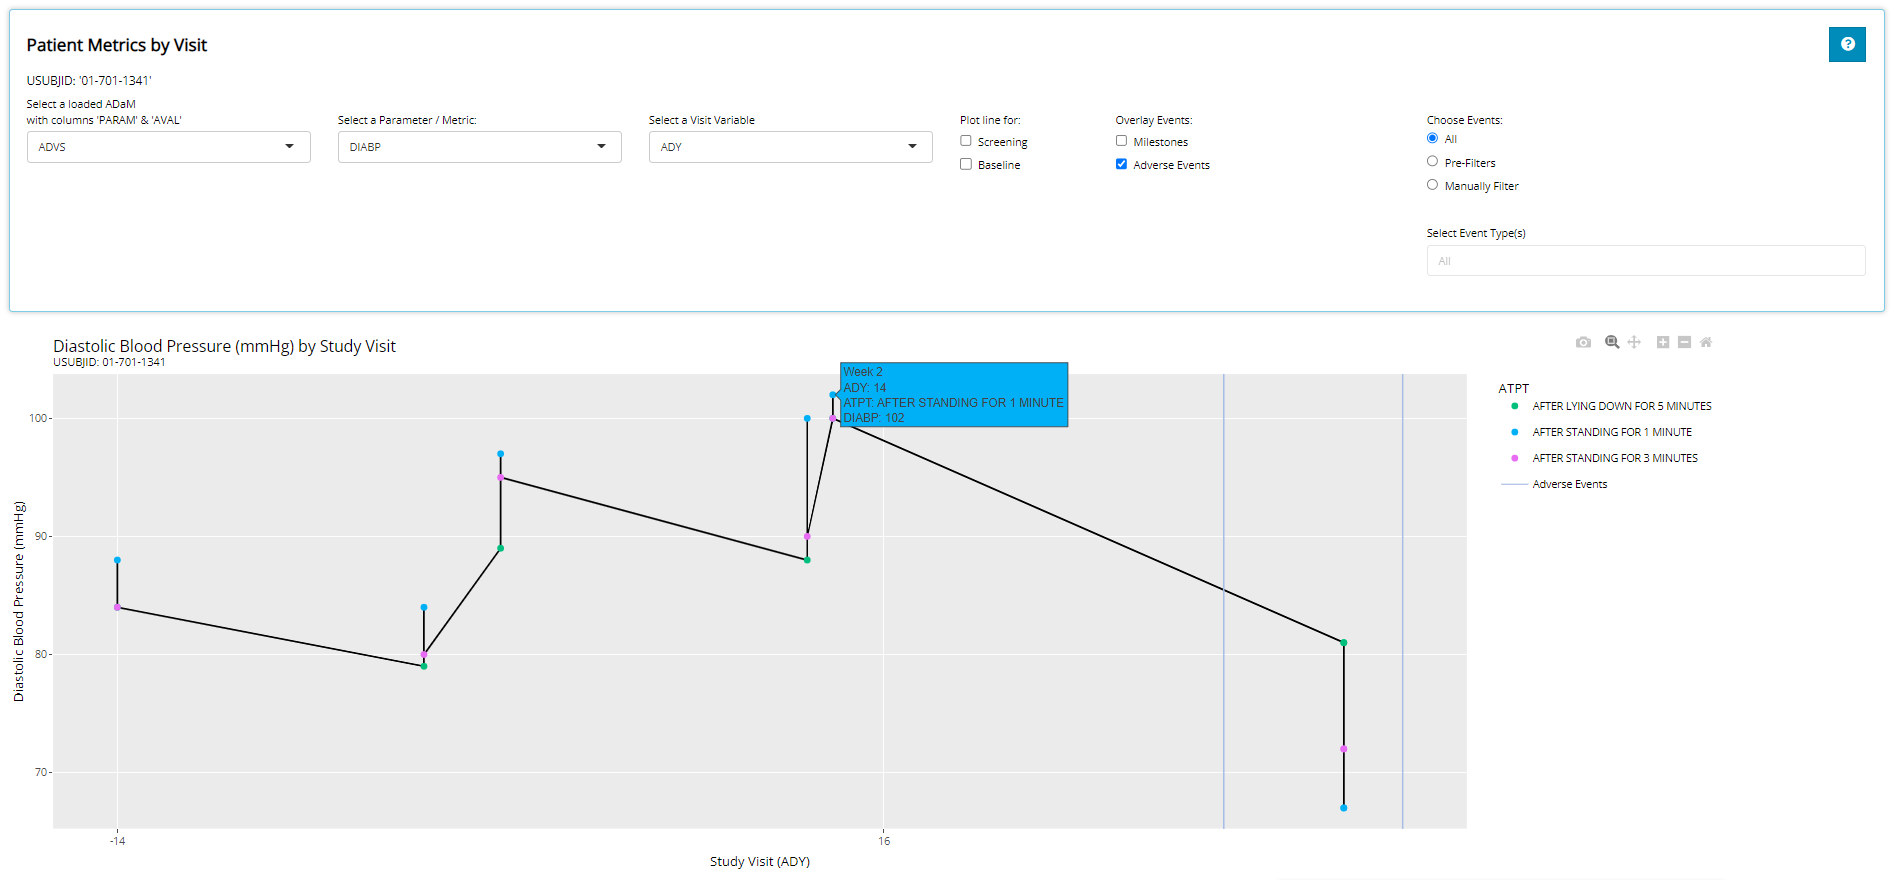 Patient Metrics by Visit
USUBJID: '01-701-1341'
Select a loaded ADaM
with columns 'PARAM' & 'AVAL'
ADVS
Select a Parameter / Metric:
DIABP
Select a Visit Variable
ADY
Plot line for:
Screening
Baseline
Overlay Events:
Milestones
Adverse Events
Choose Events:
All
Pre-Filters
Manually Filter
Select Event Type(s)
All
Diastolic Blood Pressure (mmHg) by Study Visit
USUBJID: 01-701-1341
Week 2
ADY: 14
ATPT: AFTER STANDING FOR 1 MINUTE
DIABP: 102
Diastolic Blood Pressure (mmHg)
100
90
80
70
-14
16
Study Visit (ADY)
ATPT
AFTER LYING DOWN FOR 5 MINUTES
AFTER STANDING FOR 1 MINUTE
AFTER STANDING FOR 3 MINUTES
Adverse Events